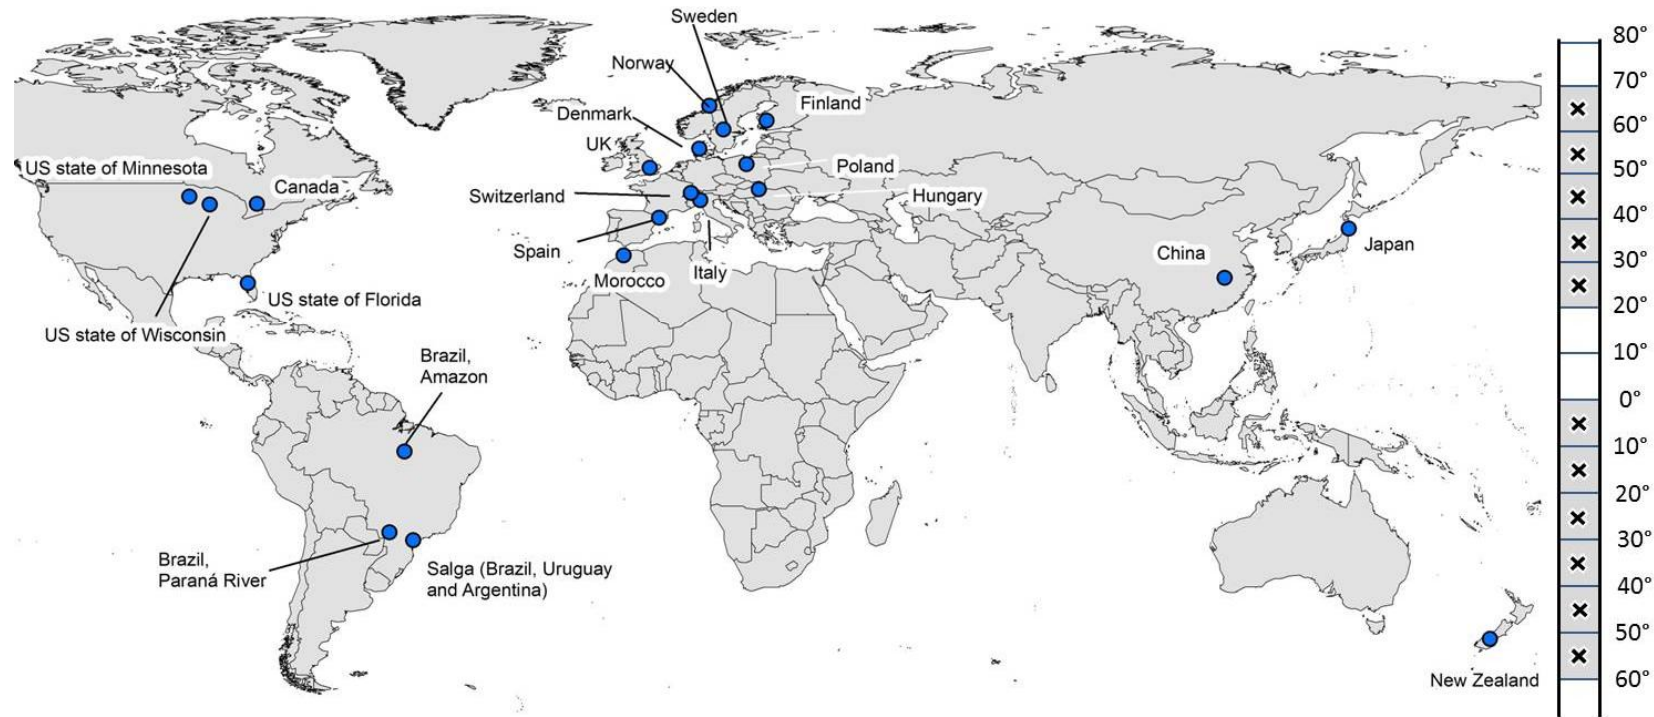 Sweden
Norway
Denmark
Finland
UK
US state of Minnesota
Canada
Poland
Switzerland
Hungary
Spain
Italy
Morocco
China
Japan
US state of Florida
US state of Wisconsin
Brazil,
Amazon
Brazil,
Paraná River
Salga (Brazil, Uruguay
and Argentina)
New Zealand
80°
70°
60°
50°
40°
30°
20°
10°
0°
10°
20°
30°
40°
50°
60°